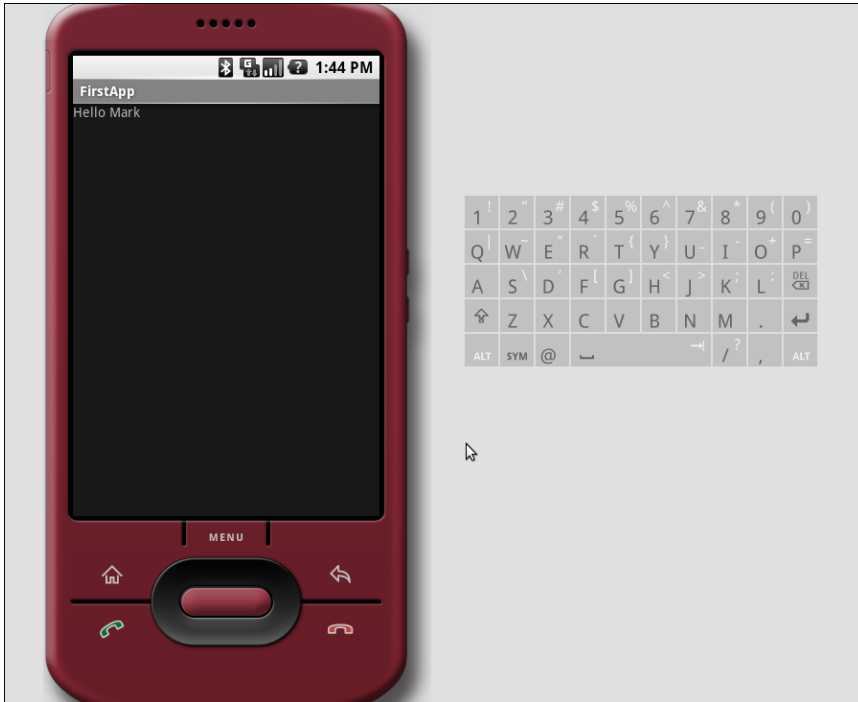 G ? 1:44 PM
FirstApp
Hello Mark
MENU
1 ! 2 " 3 # 4 $ 5 % 6 ^ 7 & 8 * 9 ( 0 )
Q | W ~ E " R ` T { Y } U _ I - O + P =
A S \ D ' F [ G ] H < J > K ; L : DEL
Z X C V B N M .
ALT SYM @ / ? , ALT